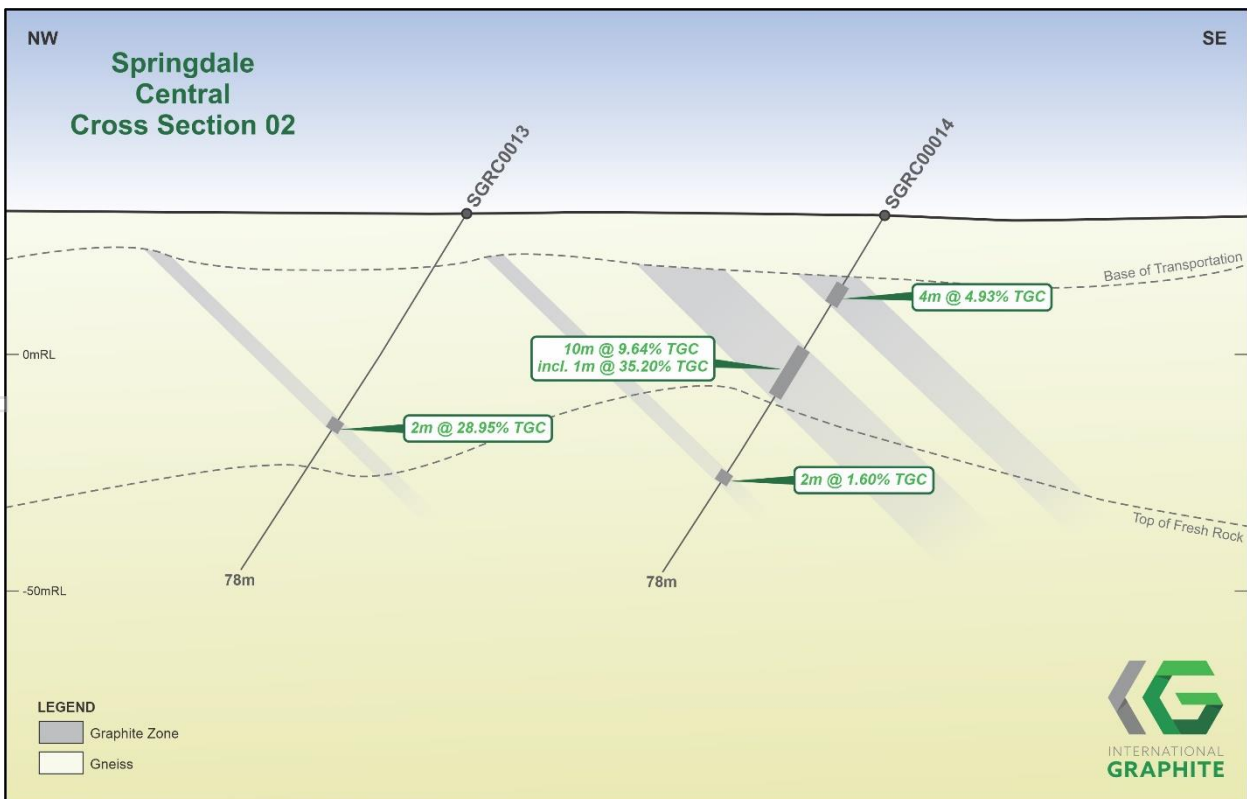 NW
SE
Springdale
Central
Cross Section 02
SGRC0013
SGRC00014
Base of Transportation
4m @ 4.93% TGC
10m @ 9.64% TGC
incl. 1m @ 35.20% TGC
0mRL
2m @ 28.95% TGC
2m @ 1.60% TGC
Top of Fresh Rock
78m
78m
-50mRL
LEGEND
Graphite Zone
Gneiss
INTERNATIONAL
GRAPHITE